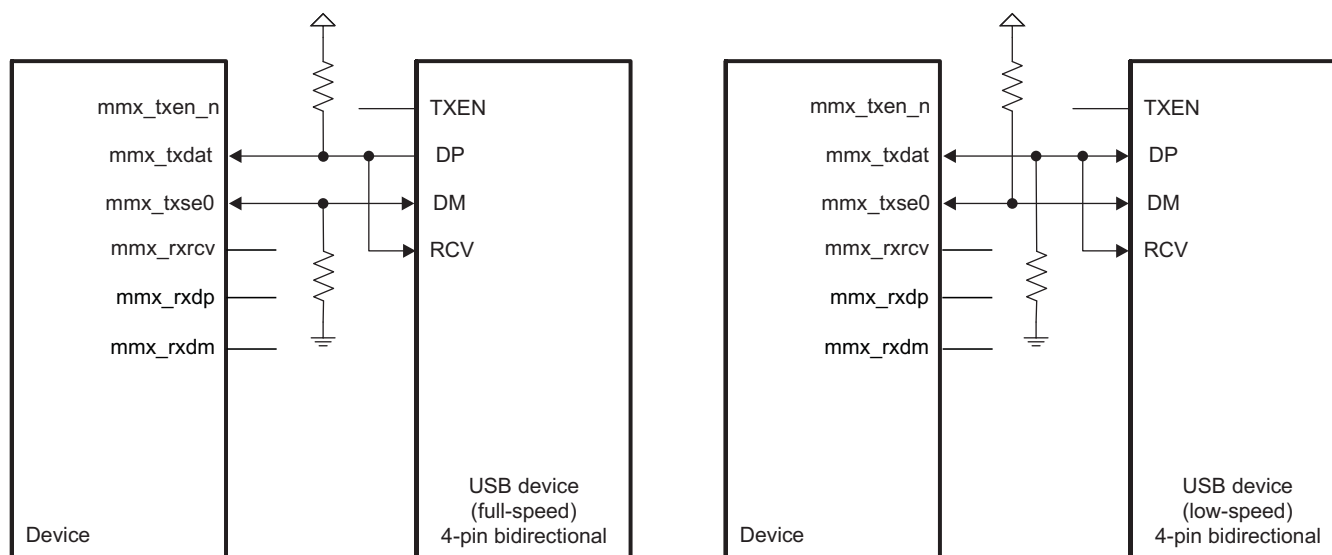 mmx_txen_n
mmx_txdat
mmx_txse0
mmx_rxrcv
mmx_rxdp
mmx_rxdm
Device
TXEN
DP
DM
RCV
USB device
(full-speed)
4-pin bidirectional
mmx_txen_n
mmx_txdat
mmx_txse0
mmx_rxrcv
mmx_rxdp
mmx_rxdm
Device
TXEN
DP
DM
RCV
USB device
(low-speed)
4-pin bidirectional